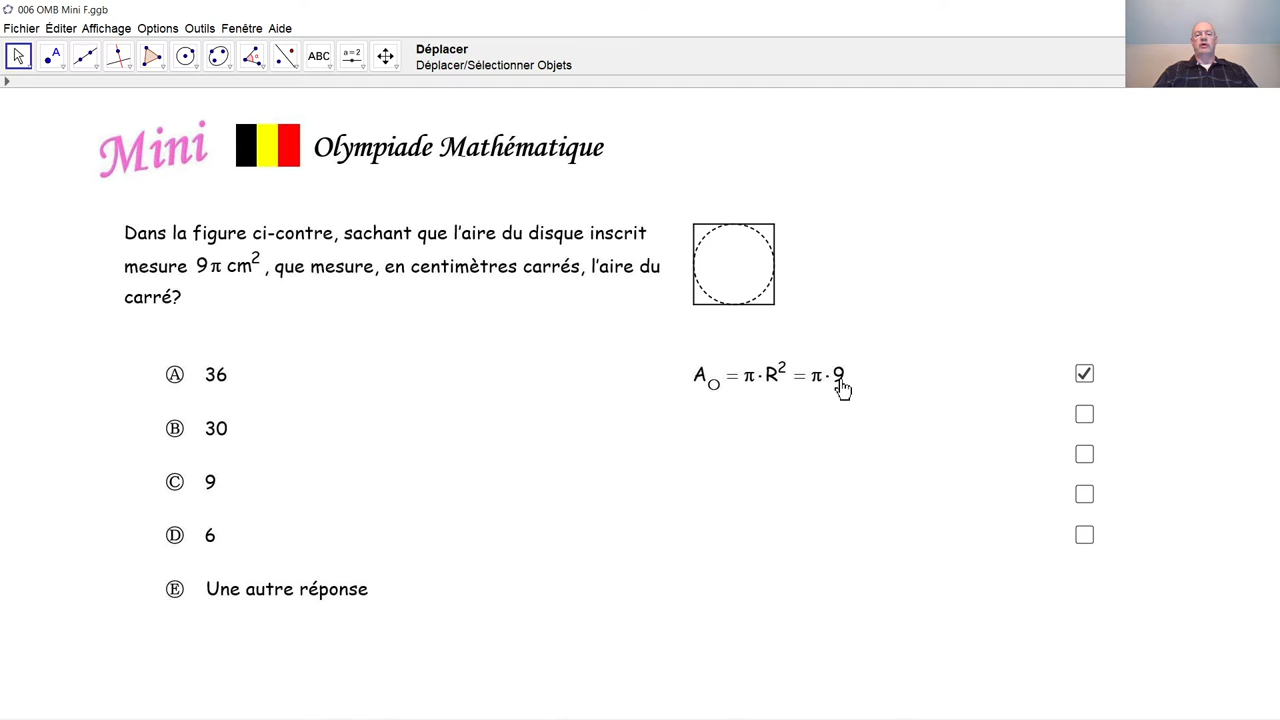 006 OMB Mini F.ggb
Fichier Éditer Affichage Options Outils Fenêtre Aide
A ABC a=2 Déplacer
Déplacer/Sélectionner Objets
Mini Olympiade Mathématique
Dans la figure ci-contre, sachant que l'aire du disque inscrit
mesure 9π cm², que mesure, en centimètres carrés, l'aire du
carré?
Ⓐ 36
A○ = π · R² = π · 9
Ⓑ 30
Ⓒ 9
Ⓓ 6
Ⓔ Une autre réponse